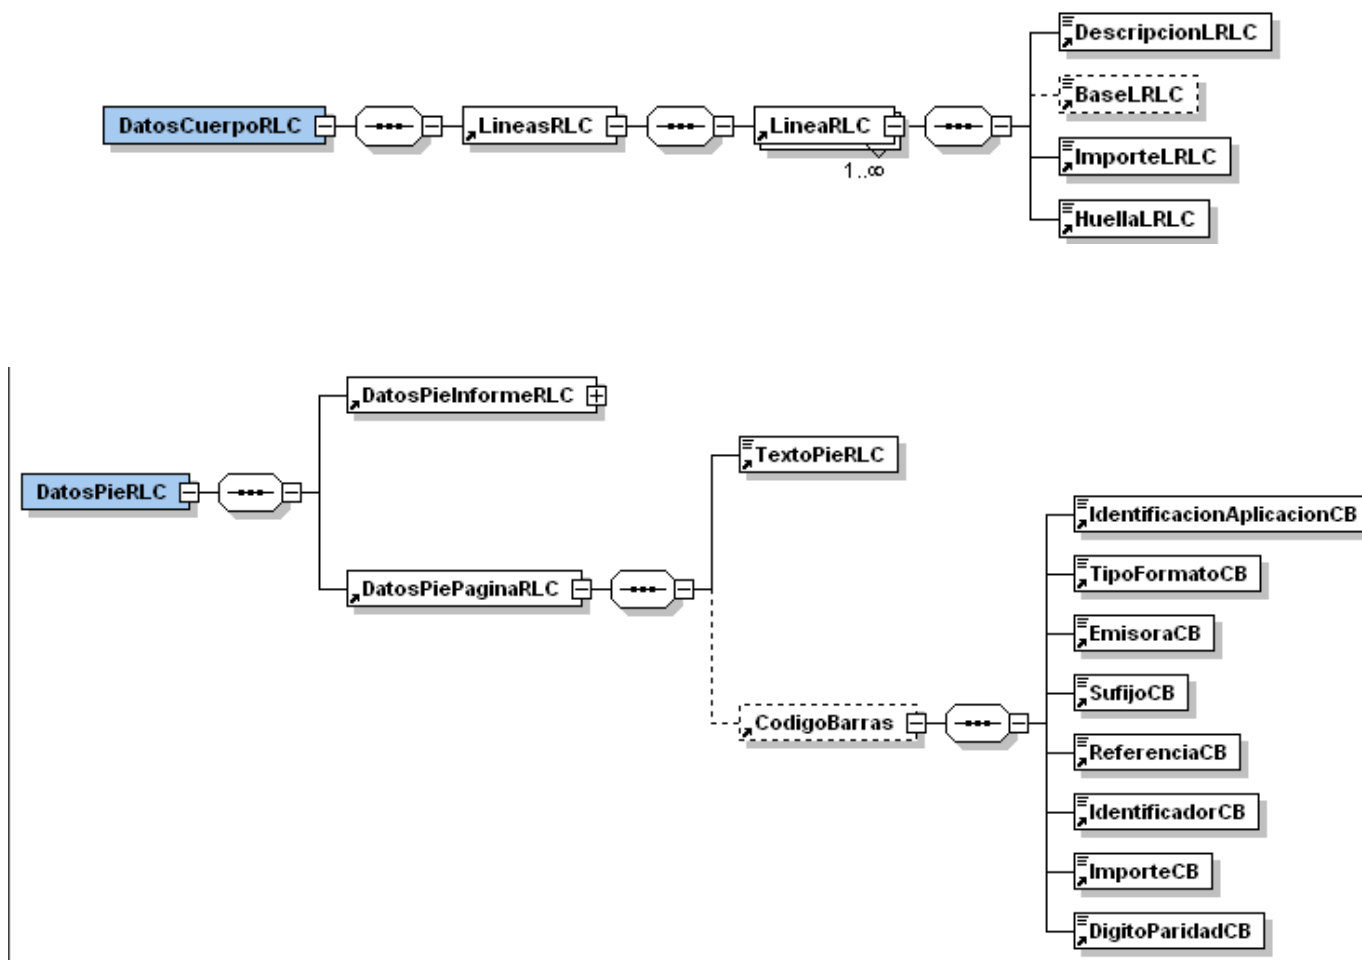 DatosCuerpoRLC
LineasRLC
LineaRLC
1..∞
DescripcionLRLC
BaseLRLC
ImporteLRLC
HuellaLRLC
DatosPieRLC
DatosPieInformeRLC
DatosPiePaginaRLC
TextoPieRLC
CodigoBarras
IdentificacionAplicacionCB
TipoFormatoCB
EmisoraCB
SufijoCB
ReferenciaCB
IdentificadorCB
ImporteCB
DigitoParidadCB